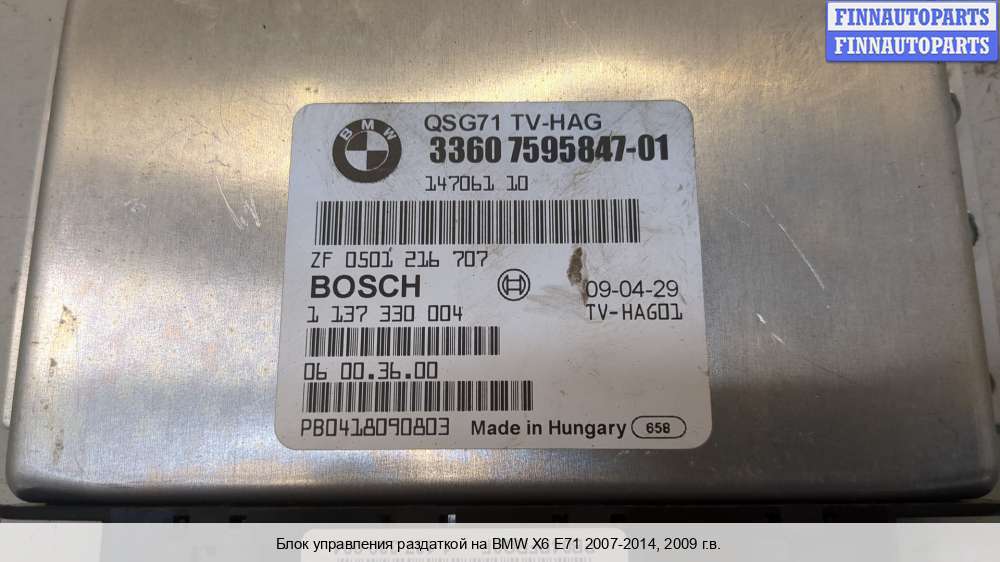 FINNAUTOPARTS
FINNAUTOPARTS
BMW
QSG71 TV-HAG
3360 7595847-01
147061 10
ZF 0501 216 707
BOSCH
09-04-29
1 137 330 004
TV-HAG01
06 00.36.00
PB0418090803
Made in Hungary 658
Блок управления раздаткой на BMW X6 E71 2007-2014, 2009 г.в.